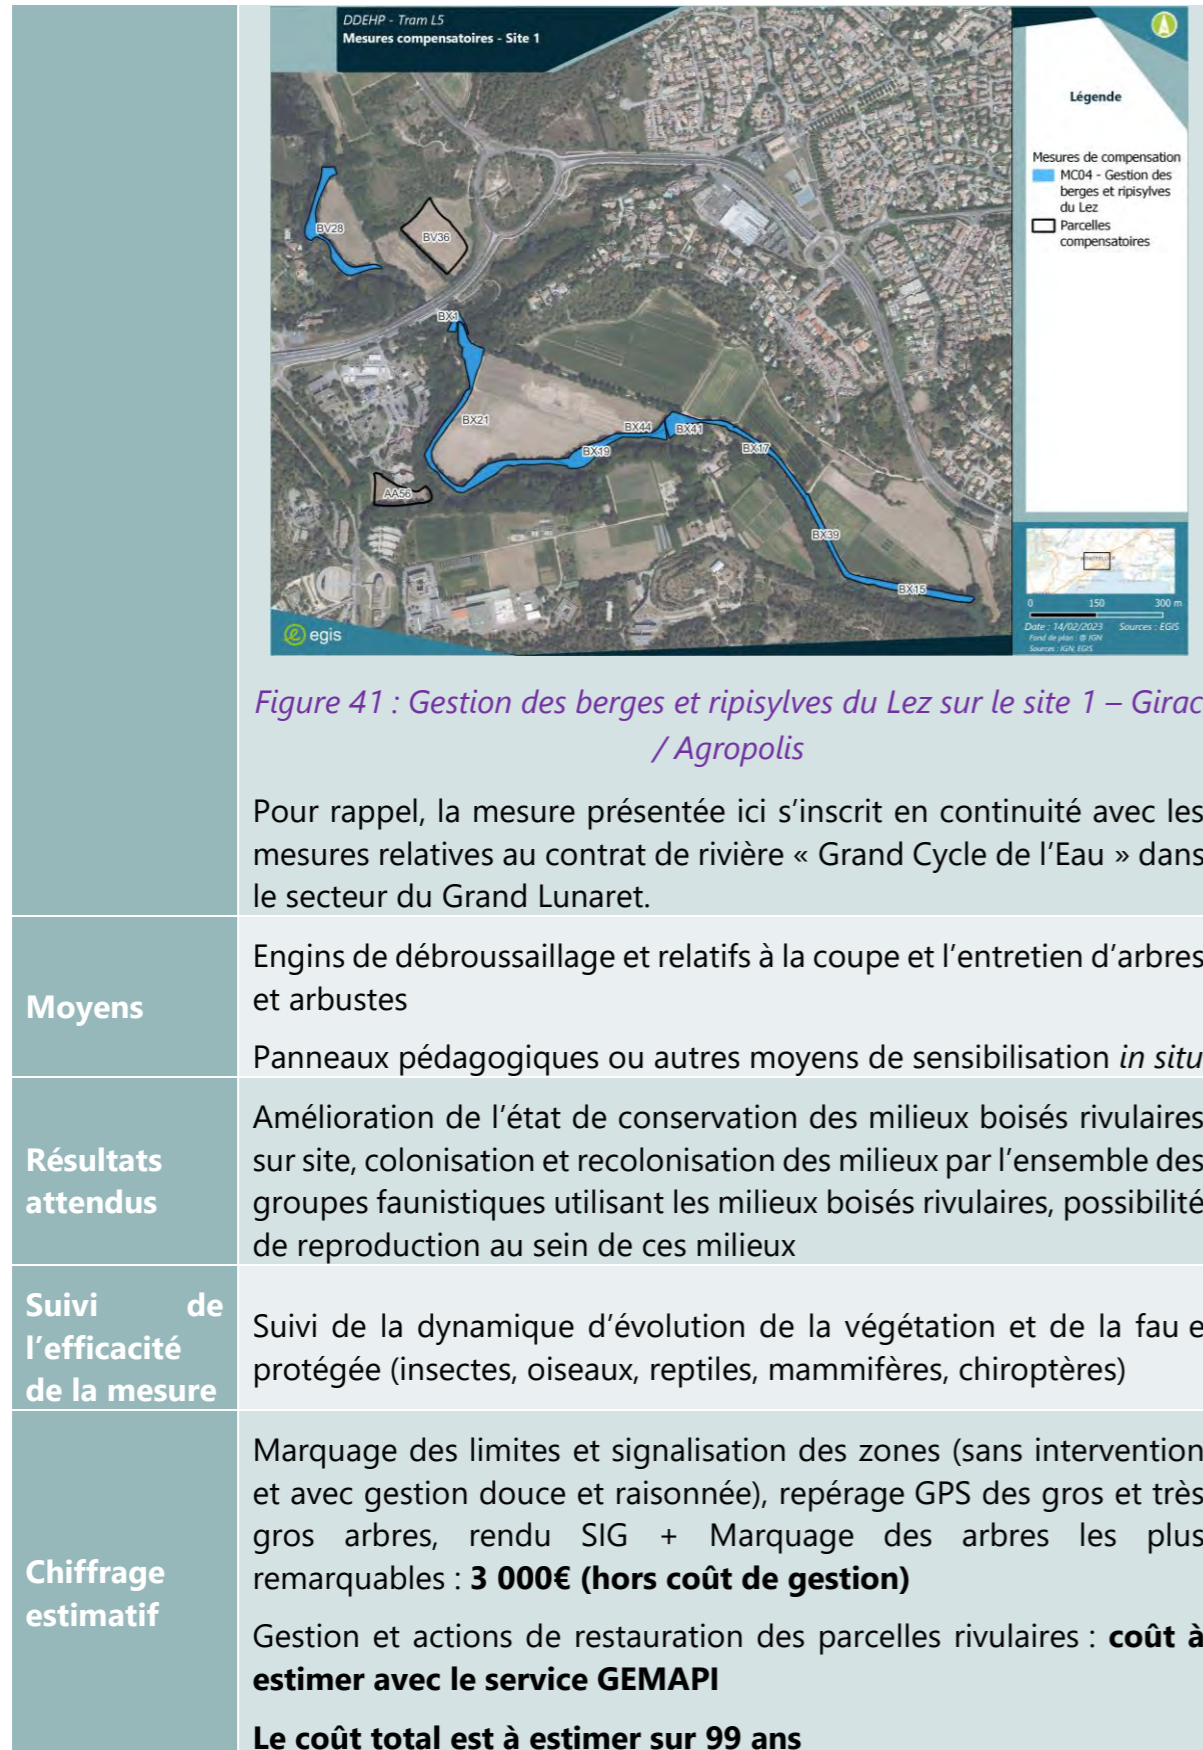 DDEHP - Tram L5
Mesures compensatoires - Site 1
Légende
Mesures de compensation
MC04 - Gestion des
berges et ripisylves
du Lez
Parcelles
compensatoires
BV28
BV36
BX1
BX21
BX44
BX41
BX19
BX17
AA56
BX39
BX15
egis
0 150 300 m
Date : 14/02/2023 Sources : EGIS
Fond de plan : © IGN
Sources : IGN, EGIS
Figure 41 : Gestion des berges et ripisylves du Lez sur le site 1 – Girac
/ Agropolis
Pour rappel, la mesure présentée ici s’inscrit en continuité avec les
mesures relatives au contrat de rivière « Grand Cycle de l’Eau » dans
le secteur du Grand Lunaret.
Moyens
Engins de débroussaillage et relatifs à la coupe et l’entretien d’arbres
et arbustes
Panneaux pédagogiques ou autres moyens de sensibilisation in situ
Résultats
attendus
Amélioration de l’état de conservation des milieux boisés rivulaires
sur site, colonisation et recolonisation des milieux par l’ensemble des
groupes faunistiques utilisant les milieux boisés rivulaires, possibilité
de reproduction au sein de ces milieux
Suivi de
l’efficacité
de la mesure
Suivi de la dynamique d’évolution de la végétation et de la fau e
protégée (insectes, oiseaux, reptiles, mammifères, chiroptères)
Chiffrage
estimatif
Marquage des limites et signalisation des zones (sans intervention
et avec gestion douce et raisonnée), repérage GPS des gros et très
gros arbres, rendu SIG + Marquage des arbres les plus
remarquables : 3 000€ (hors coût de gestion)
Gestion et actions de restauration des parcelles rivulaires : coût à
estimer avec le service GEMAPI
Le coût total est à estimer sur 99 ans